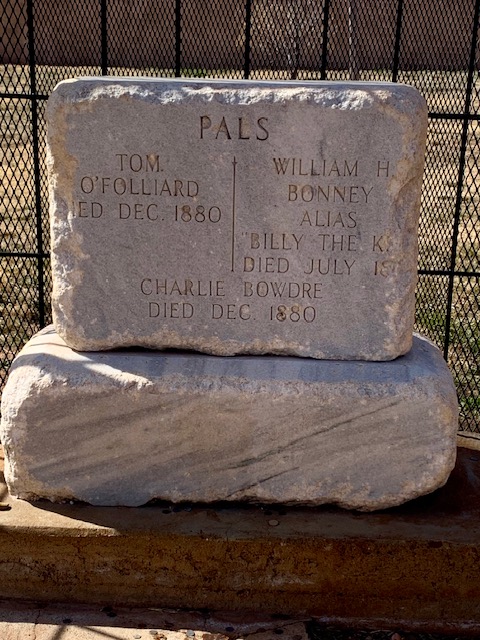 PALS
TOM.
O'FOLLIARD
ED DEC. 1880
WILLIAM H.
BONNEY
ALIAS
"BILLY THE K
DIED JULY 18
CHARLIE BOWDRE
DIED DEC. 1880